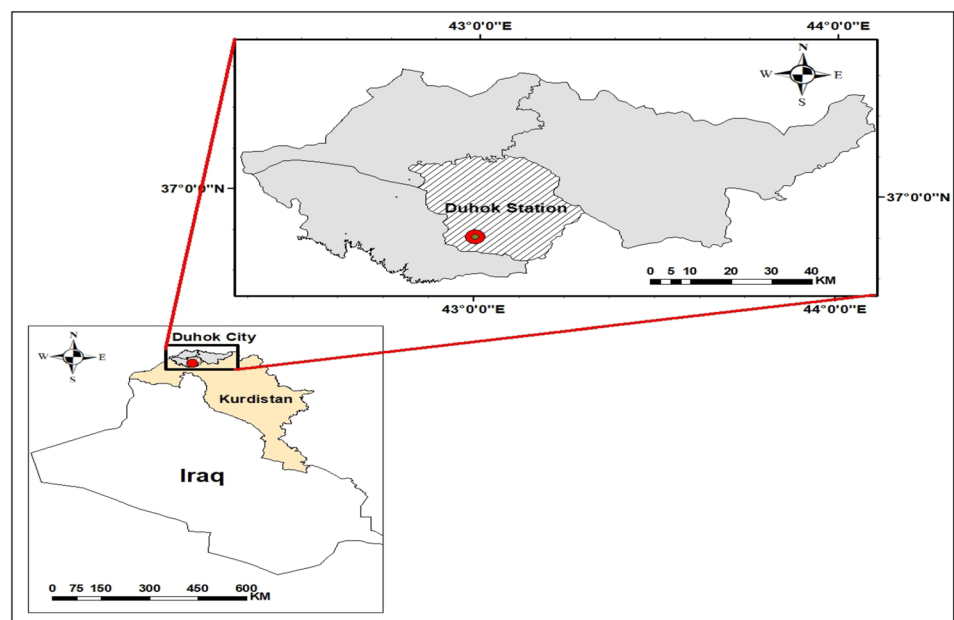 43°0'0"E 44°0'0"E
N
W E
S
37°0'0"N
37°0'0"N
Duhok Station
0 5 10 20 30 40
KM
43°0'0"E 44°0'0"E
Duhok City
N
W E
S
Kurdistan
Iraq
0 75 150 300 450 600
KM